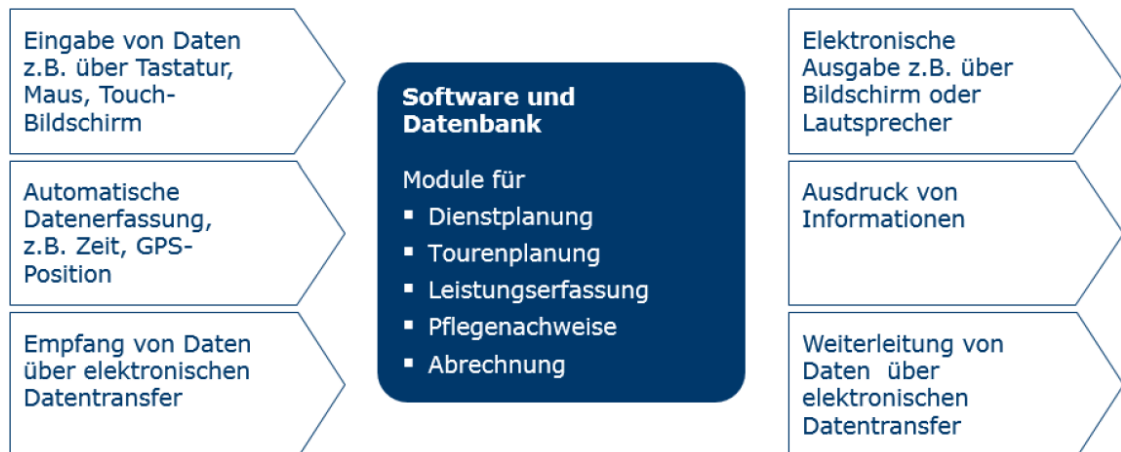 Eingabe von Daten
z.B. über Tastatur,
Maus, Touch-
Bildschirm
Automatische
Datenerfassung,
z.B. Zeit, GPS-
Position
Empfang von Daten
über elektronischen
Datentransfer
Software und
Datenbank
Module für
▪ Dienstplanung
▪ Tourenplanung
▪ Leistungserfassung
▪ Pflegenachweise
▪ Abrechnung
Elektronische
Ausgabe z.B. über
Bildschirm oder
Lautsprecher
Ausdruck von
Informationen
Weiterleitung von
Daten über
elektronischen
Datentransfer